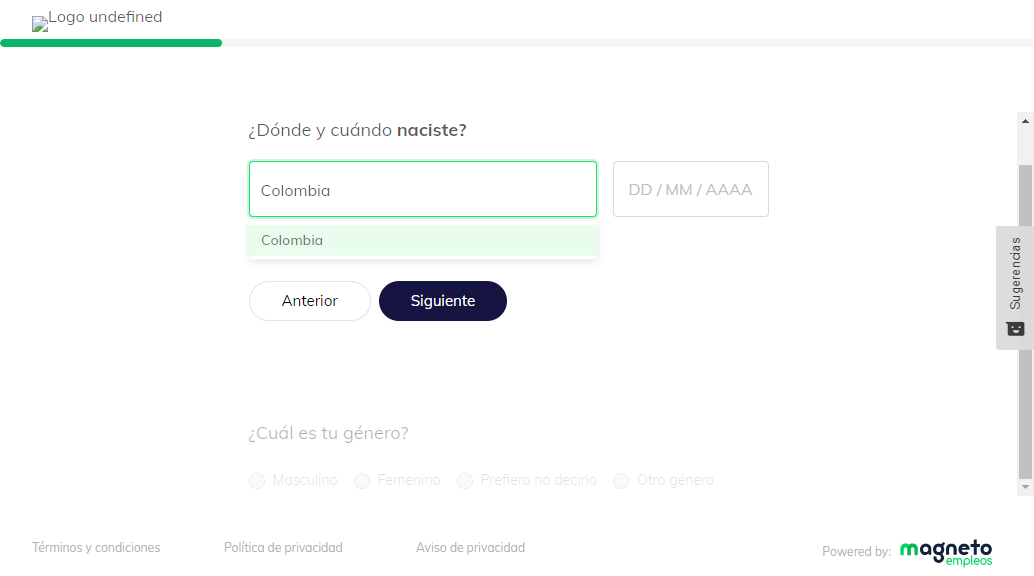 Logo undefined
¿Dónde y cuándo naciste?
Colombia
DD / MM / AAAA
Colombia
Anterior
Siguiente
Sugerencias
¿Cuál es tu género?
Masculino
Femenino
Prefiero no decirlo
Otro género
Términos y condiciones
Política de privacidad
Aviso de privacidad
Powered by:
magneto
empleos